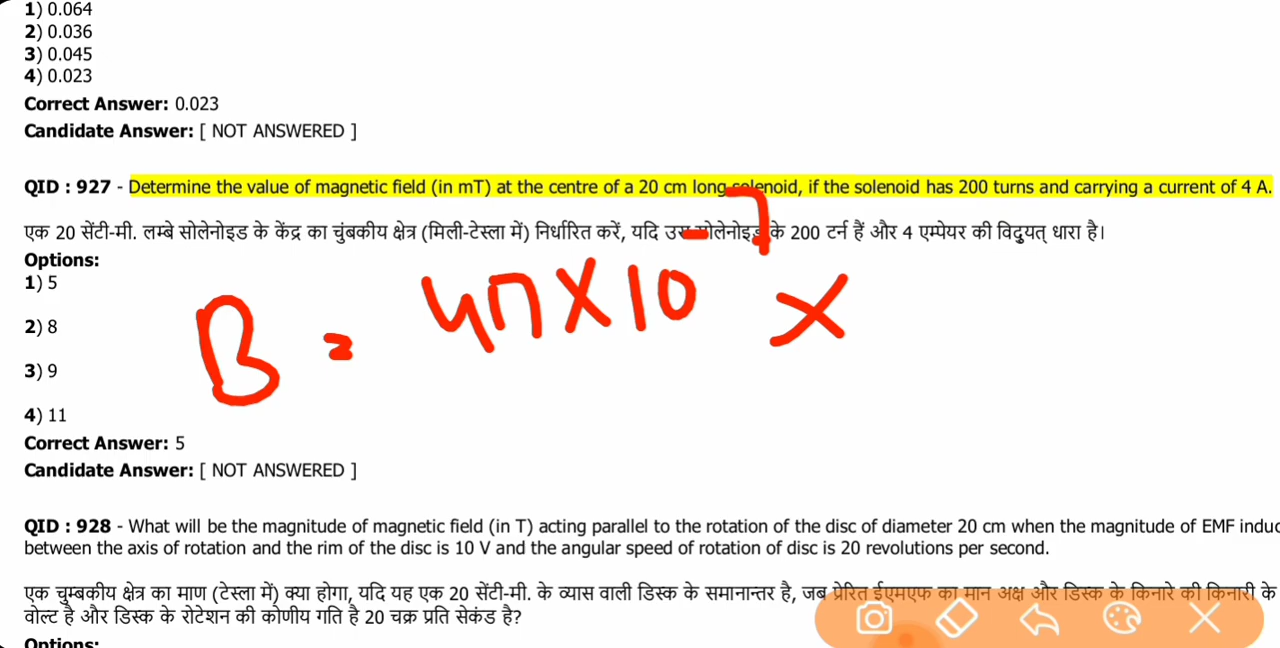 1) 0.064
2) 0.036
3) 0.045
4) 0.023
Correct Answer: 0.023
Candidate Answer: [ NOT ANSWERED ]
QID : 927 - Determine the value of magnetic field (in mT) at the centre of a 20 cm long solenoid, if the solenoid has 200 turns and carrying a current of 4 A.
एक 20 सेंटी-मी. लम्बे सोलेनोइड के केंद्र का चुंबकीय क्षेत्र (मिली-टेस्ला में) निर्धारित करें, यदि उस सोलेनोइड के 200 टर्न हैं और 4 एम्पेयर की विद्युयत् धारा है।
Options:
1) 5
B = 4π × 10⁻⁷ ×
2) 8
3) 9
4) 11
Correct Answer: 5
Candidate Answer: [ NOT ANSWERED ]
QID : 928 - What will be the magnitude of magnetic field (in T) acting parallel to the rotation of the disc of diameter 20 cm when the magnitude of EMF induc
between the axis of rotation and the rim of the disc is 10 V and the angular speed of rotation of disc is 20 revolutions per second.
एक चुम्बकीय क्षेत्र का माण (टेस्ला में) क्या होगा, यदि यह एक 20 सेंटी-मी. के व्यास वाली डिस्क के समानान्तर है, जब प्रेरित ईएमएफ का मान अक्ष और डिस्क के किनारे की किनारी के
वोल्ट है और डिस्क के रोटेशन की कोणीय गति है 20 चक्र प्रति सेकंड है?
Options: